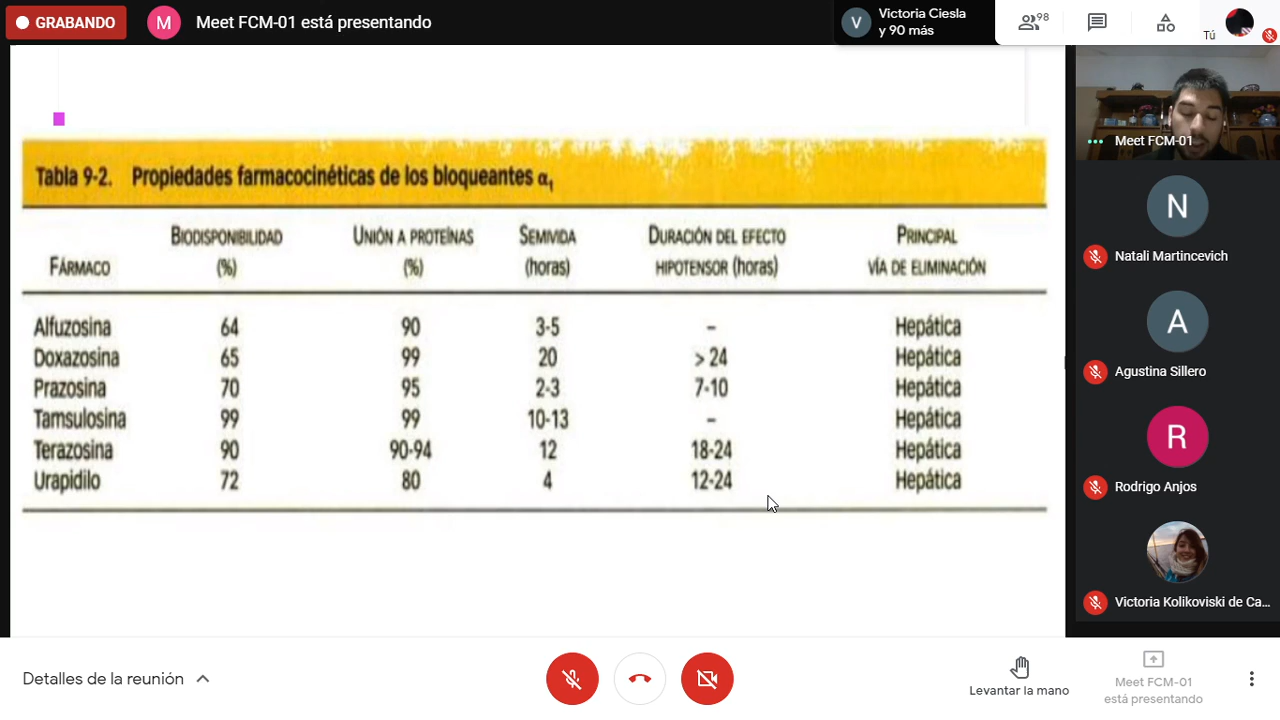 GRABANDO
M
Meet FCM-01 está presentando
V
Victoria Ciesla
y 90 más
98
Tú
Meet FCM-01
N
Natali Martincevich
A
Agustina Sillero
R
Rodrigo Anjos
Victoria Kolikoviski de Ca...
Tabla 9-2. Propiedades farmacocinéticas de los bloqueantes α₁
FÁRMACO BIODISPONIBILIDAD (%) UNIÓN A PROTEÍNAS (%) SEMIVIDA (horas) DURACIÓN DEL EFECTO HIPOTENSOR (horas) PRINCIPAL VÍA DE ELIMINACIÓN
Alfuzosina 64 90 3-5 – Hepática
Doxazosina 65 99 20 > 24 Hepática
Prazosina 70 95 2-3 7-10 Hepática
Tamsulosina 99 99 10-13 – Hepática
Terazosina 90 90-94 12 18-24 Hepática
Urapidilo 72 80 4 12-24 Hepática
Detalles de la reunión
Levantar la mano
Meet FCM-01
está presentando